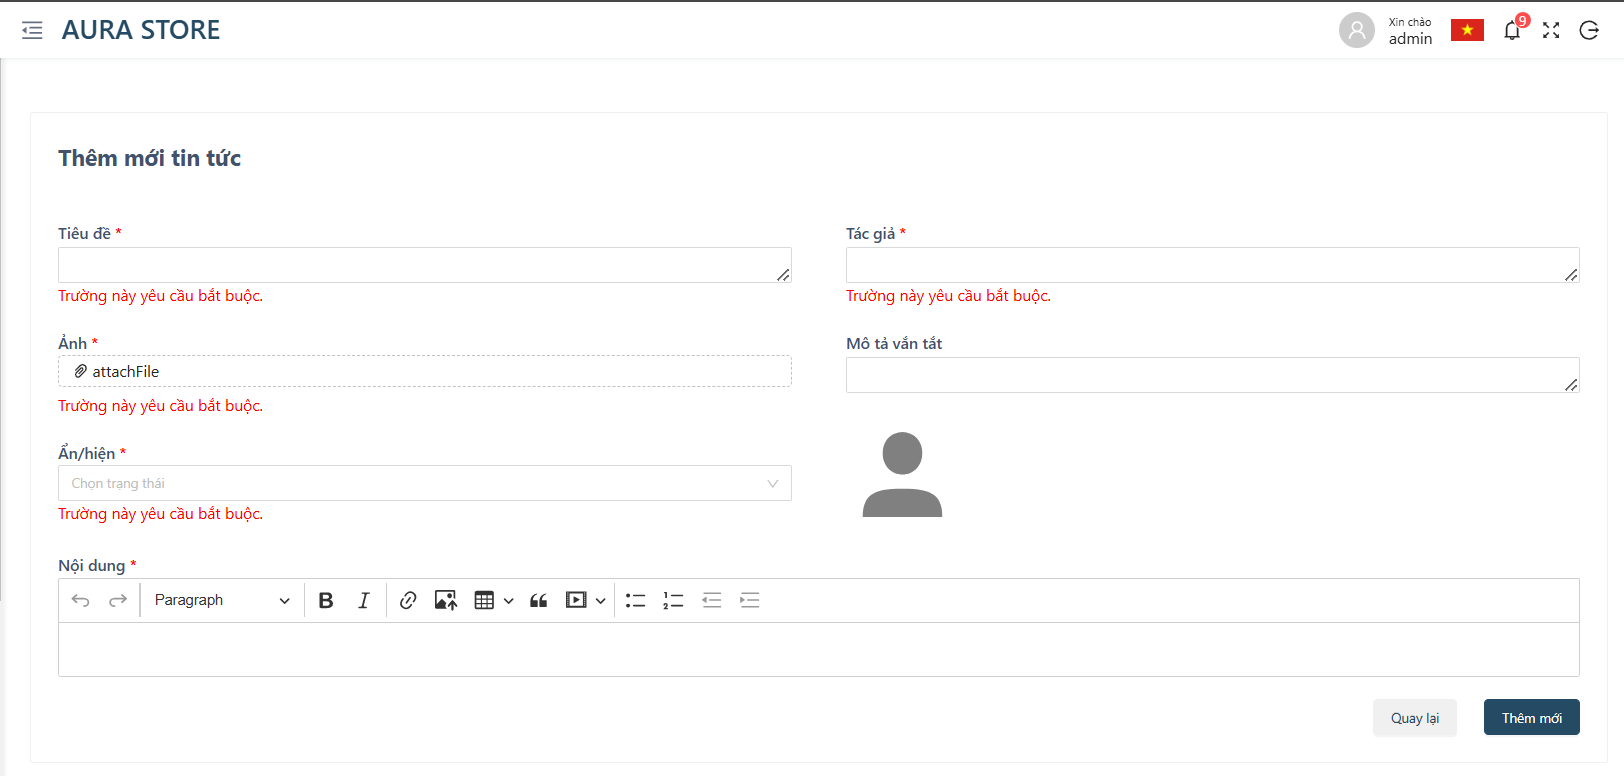 AURA STORE
Xin chào
admin
9
Thêm mới tin tức
Tiêu đề *
Trường này yêu cầu bắt buộc.
Tác giả *
Trường này yêu cầu bắt buộc.
Ảnh *
attachFile
Trường này yêu cầu bắt buộc.
Mô tả vắn tắt
Ẩn/hiện *
Chọn trạng thái
Trường này yêu cầu bắt buộc.
Nội dung *
Paragraph
Quay lại
Thêm mới